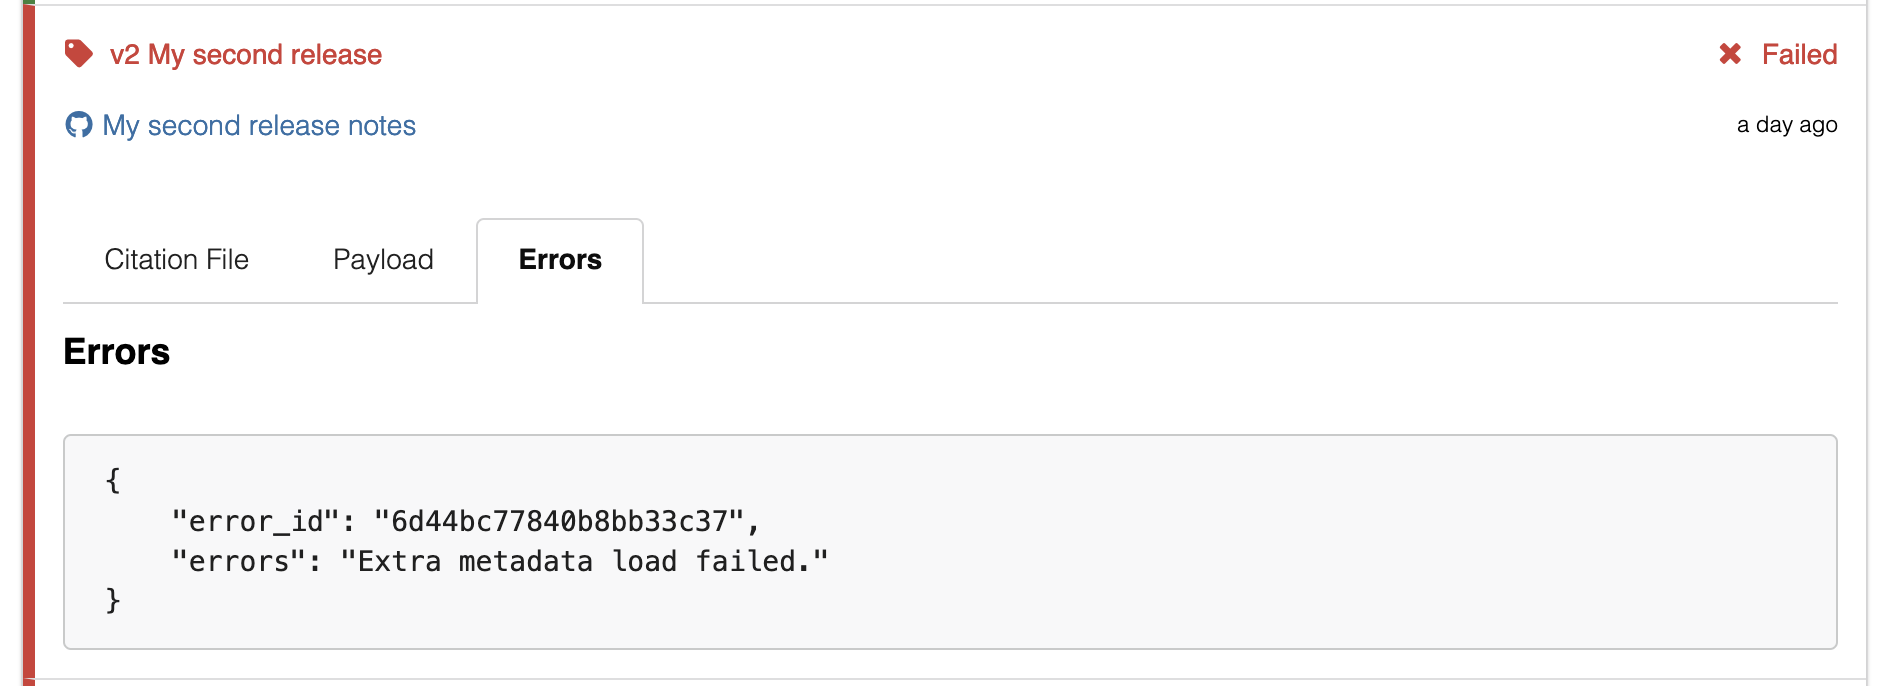 v2 My second release
Failed
My second release notes
a day ago
Citation File
Payload
Errors
Errors
{
    "error_id": "6d44bc77840b8bb33c37",
    "errors": "Extra metadata load failed."
}